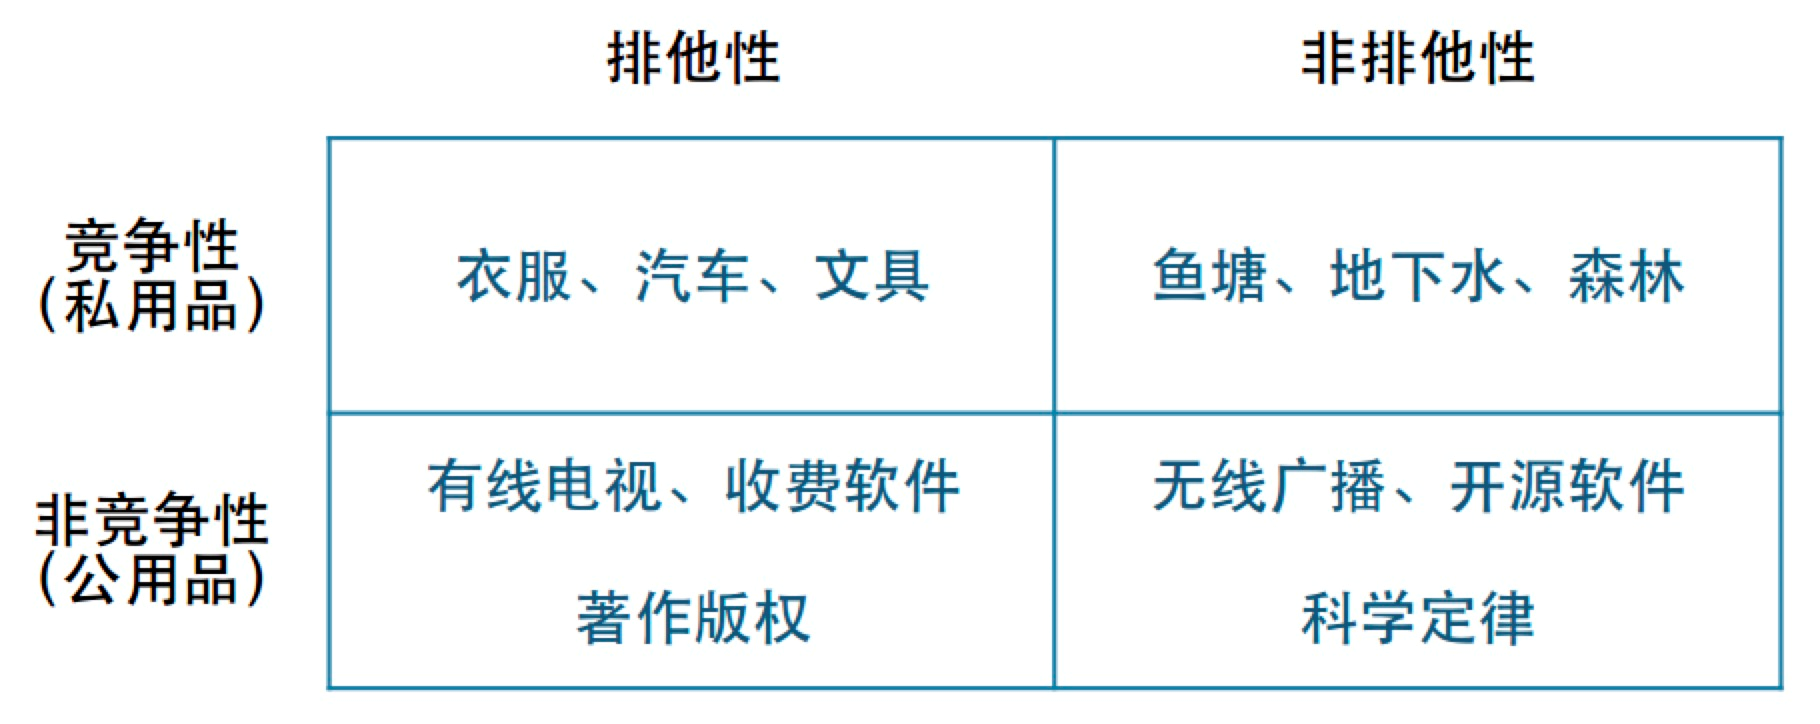 排他性
非排他性
竞争性
（私用品）
衣服、汽车、文具
鱼塘、地下水、森林
非竞争性
（公用品）
有线电视、收费软件
著作版权
无线广播、开源软件
科学定律